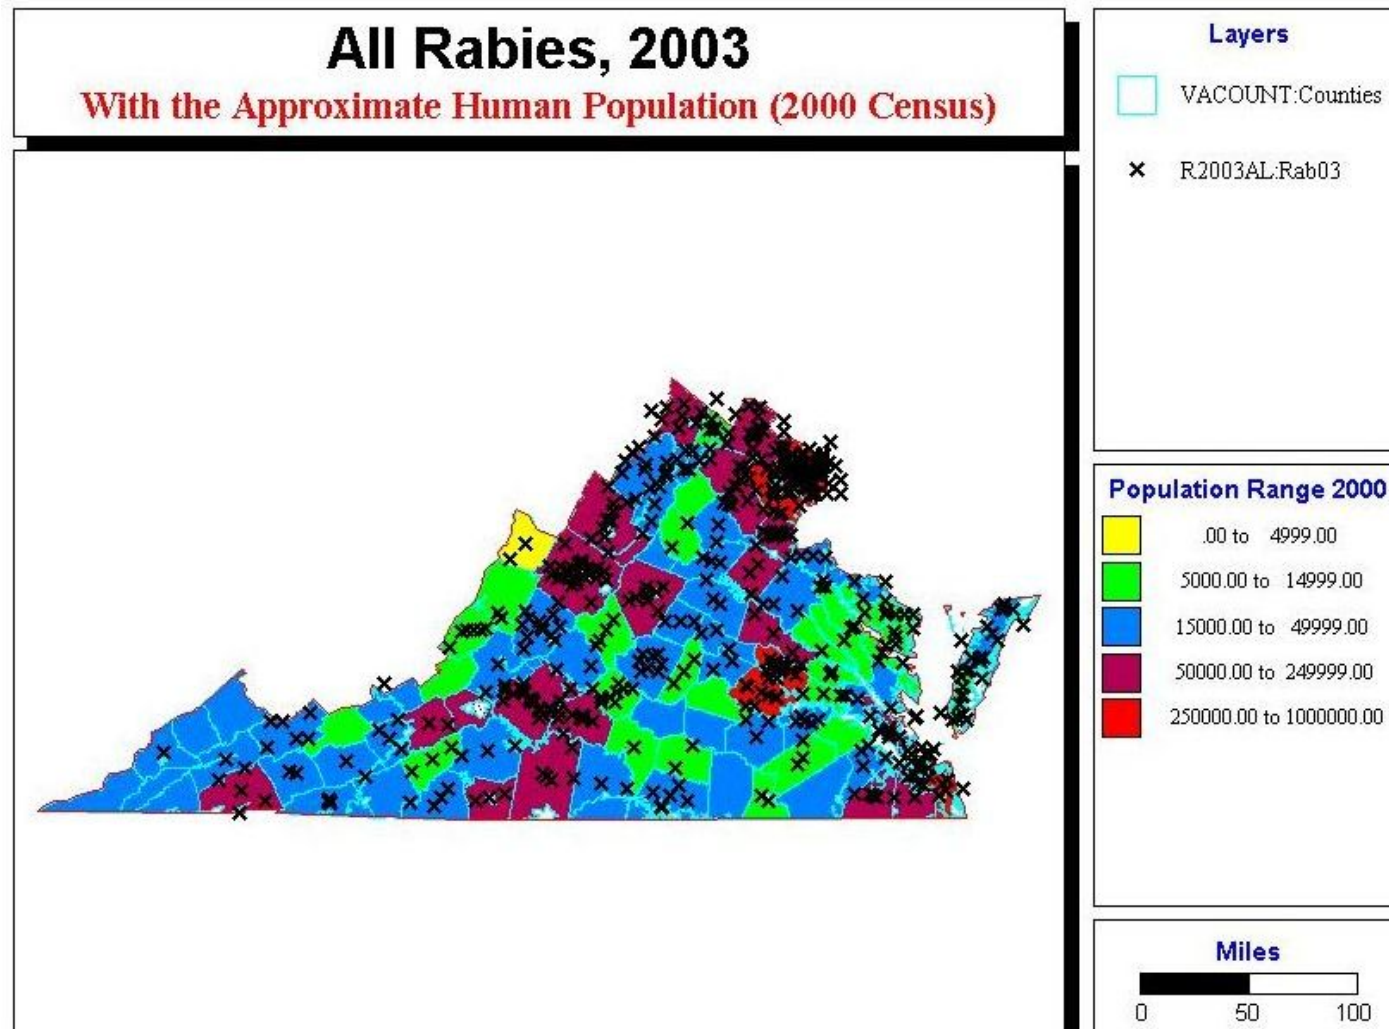 All Rabies, 2003
With the Approximate Human Population (2000 Census)
Layers
VACOUNT:Counties
R2003AL:Rab03
Population Range 2000
.00 to 4999.00
5000.00 to 14999.00
15000.00 to 49999.00
50000.00 to 249999.00
250000.00 to 1000000.00
Miles
0 50 100